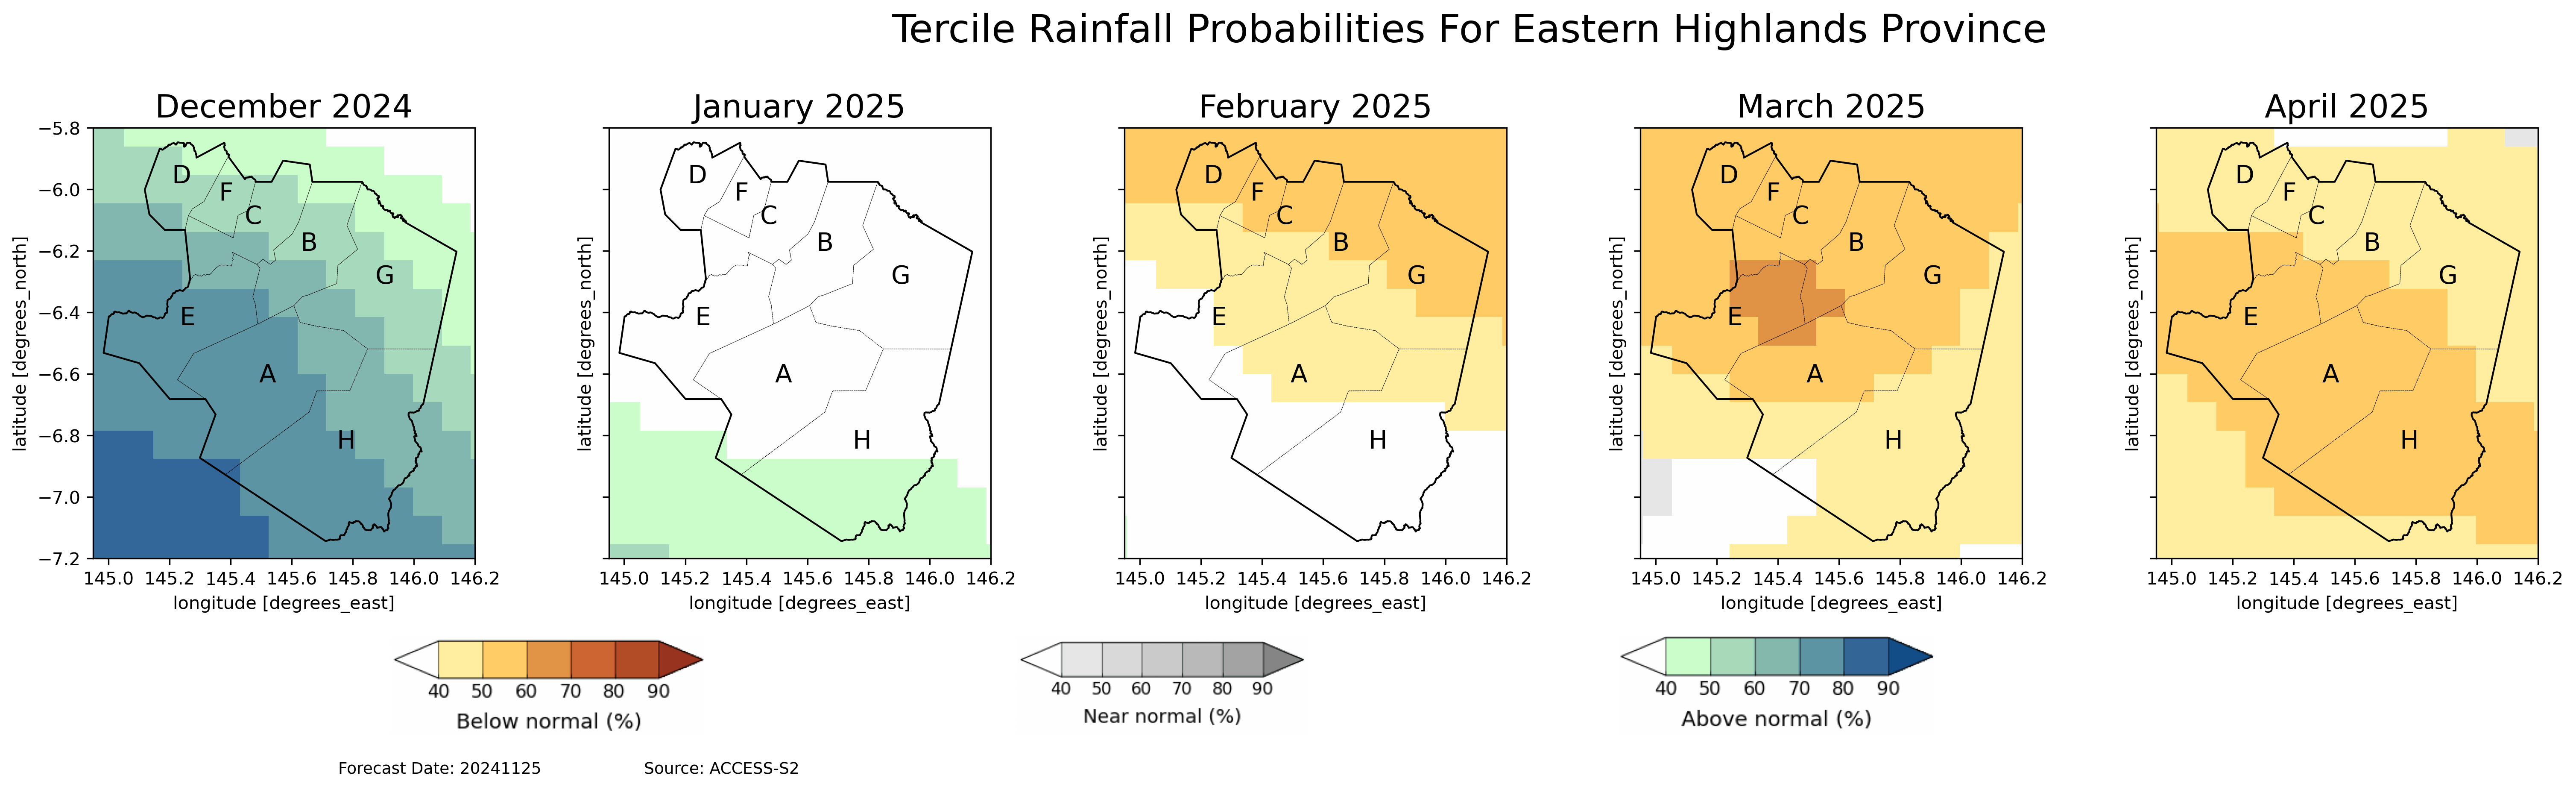 Tercile Rainfall Probabilities For Eastern Highlands Province
December 2024
January 2025
February 2025
March 2025
April 2025
latitude [degrees_north]
−5.8
−6.0
−6.2
−6.4
−6.6
−6.8
−7.0
−7.2
D
F
C
B
G
E
A
H
145.0 145.2 145.4 145.6 145.8 146.0 146.2
longitude [degrees_east]
latitude [degrees_north]
D
F
C
B
G
E
A
H
145.0 145.2 145.4 145.6 145.8 146.0 146.2
longitude [degrees_east]
latitude [degrees_north]
D
F
C
B
G
E
A
H
145.0 145.2 145.4 145.6 145.8 146.0 146.2
longitude [degrees_east]
latitude [degrees_north]
D
F
C
B
G
E
A
H
145.0 145.2 145.4 145.6 145.8 146.0 146.2
longitude [degrees_east]
latitude [degrees_north]
D
F
C
B
G
E
A
H
145.0 145.2 145.4 145.6 145.8 146.0 146.2
longitude [degrees_east]
40 50 60 70 80 90
Below normal (%)
40 50 60 70 80 90
Near normal (%)
40 50 60 70 80 90
Above normal (%)
Forecast Date: 20241125
Source: ACCESS-S2